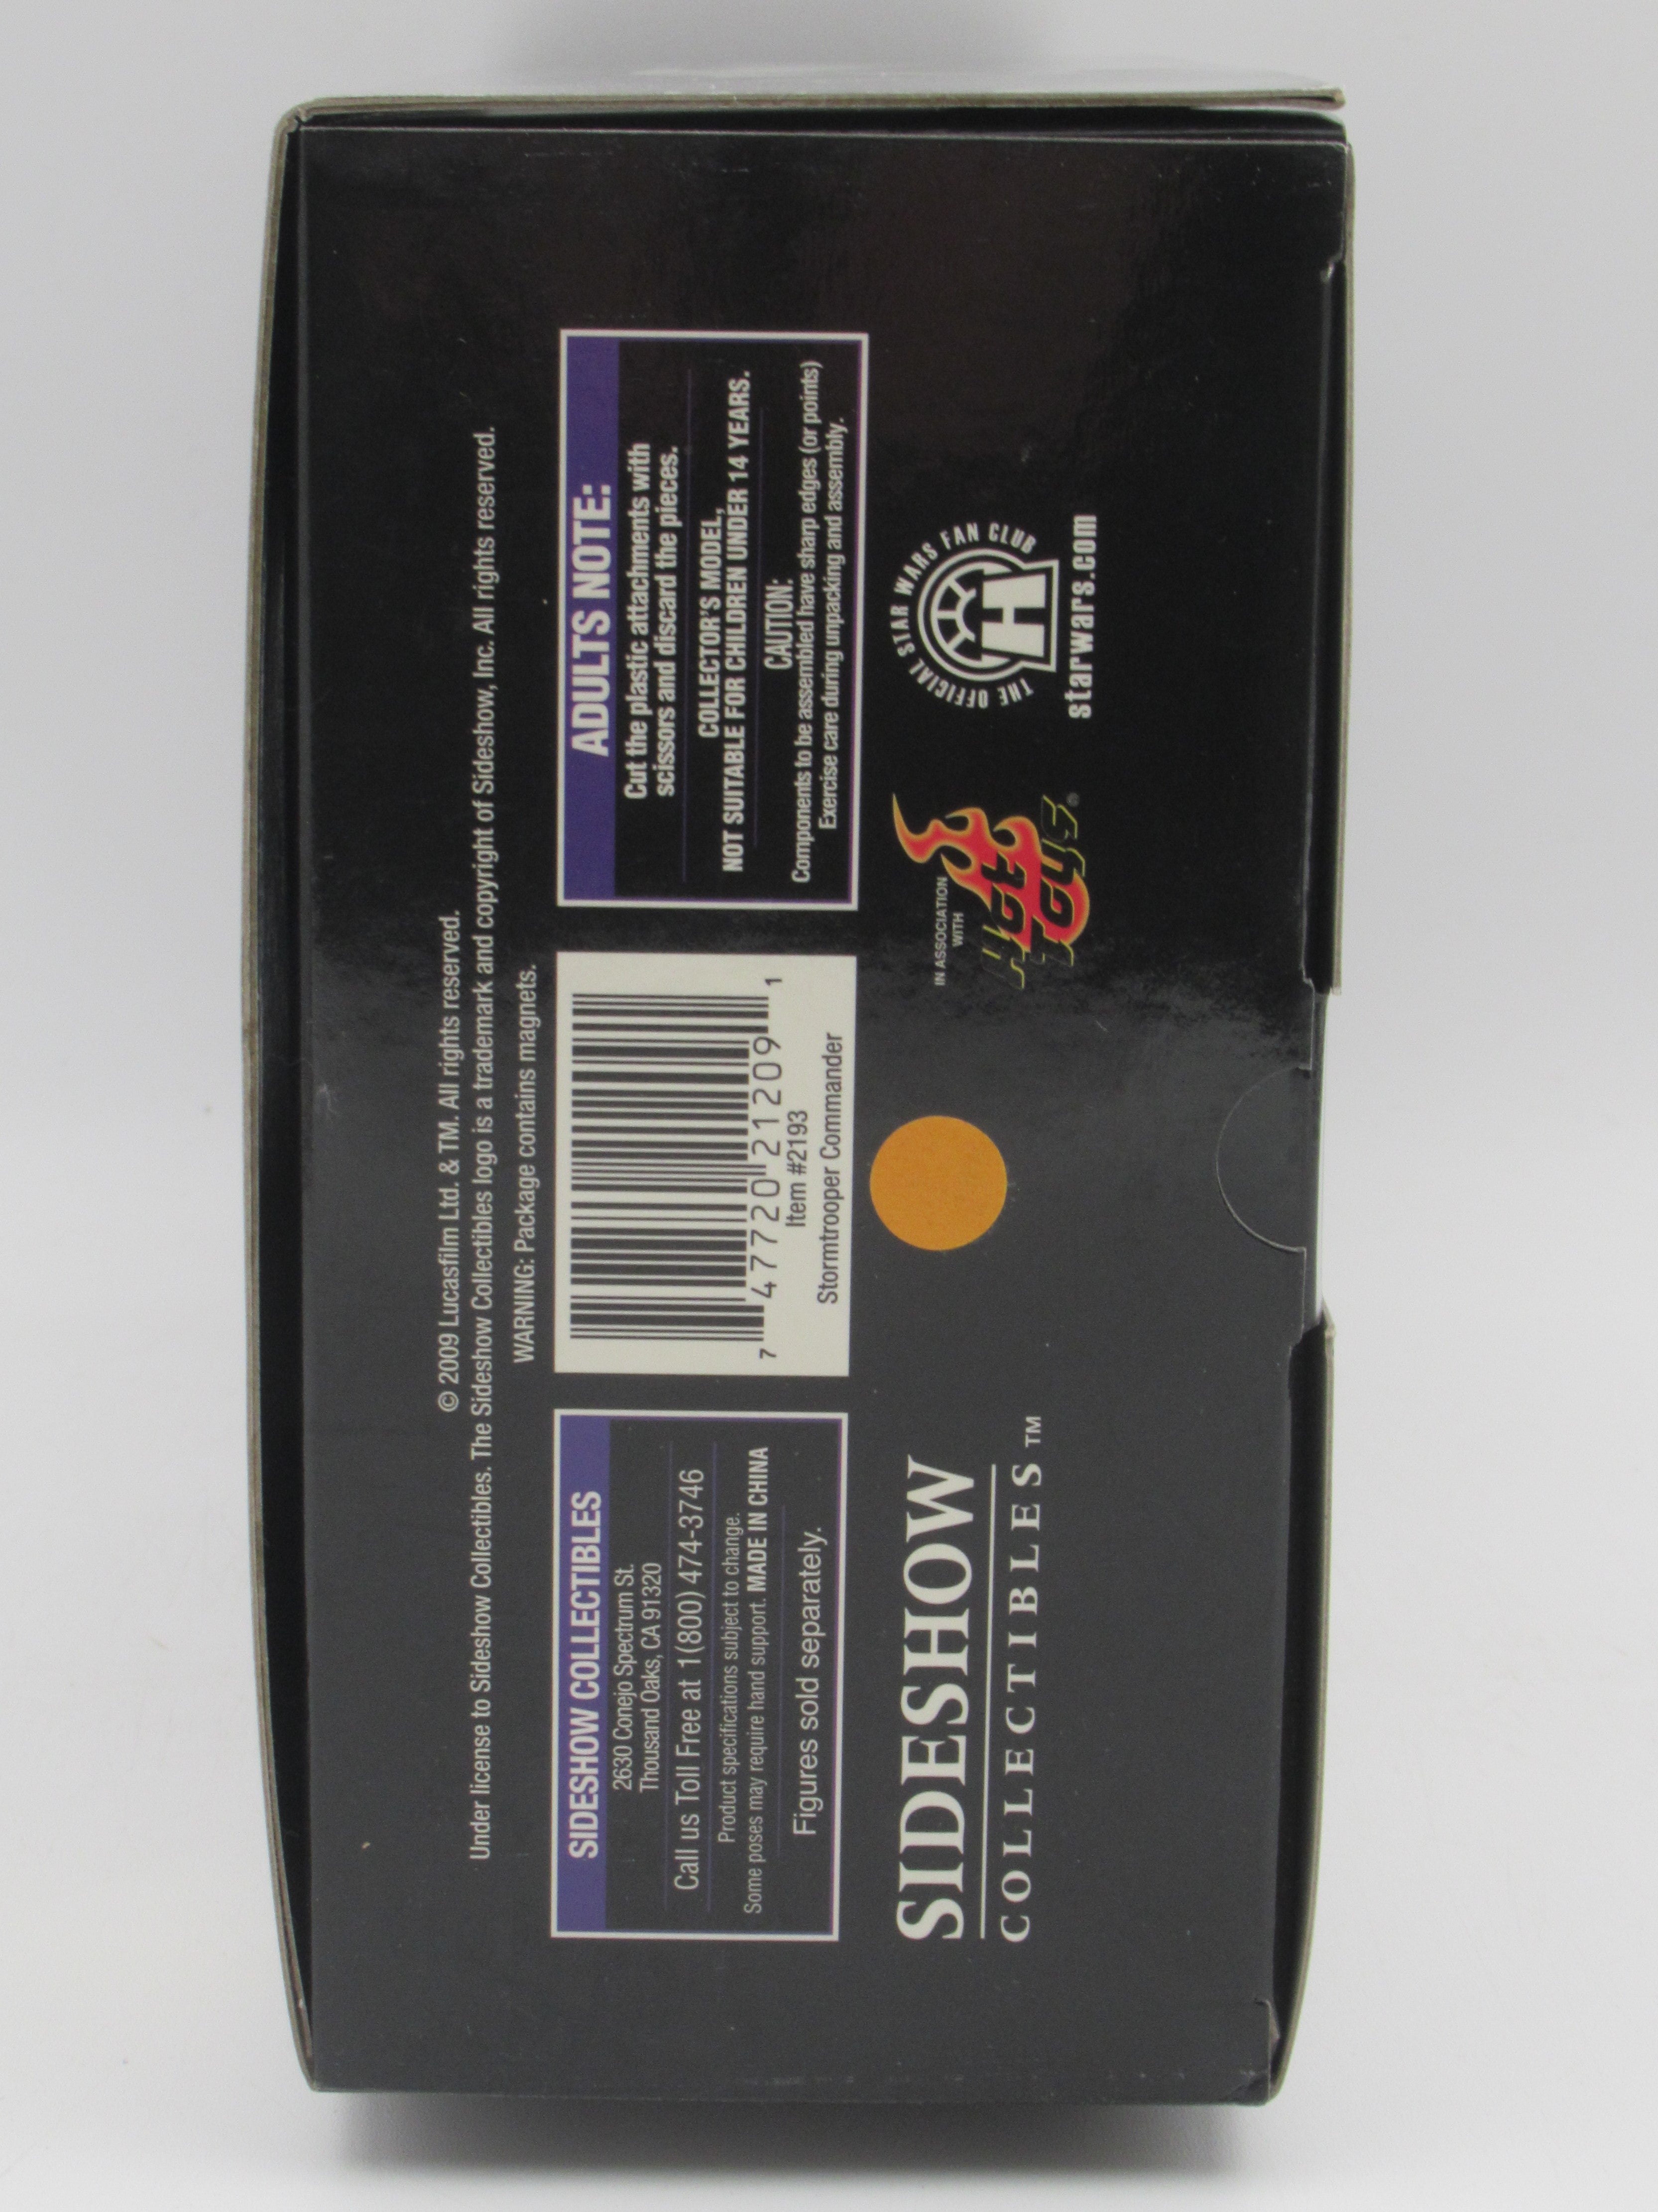 © 2009 Lucasfilm Ltd. & TM. All rights reserved.
Under license to Sideshow Collectibles. The Sideshow Collectibles logo is a trademark and copyright of Sideshow, Inc. All rights reserved.
WARNING: Package contains magnets.
SIDESHOW COLLECTIBLES
2630 Conejo Spectrum St.
Thousand Oaks, CA 91320
Call us Toll Free at 1(800) 474-3746
Product specifications subject to change.
Some poses may require hand support. MADE IN CHINA
Figures sold separately.
7 47720 21209 1
Item #2193
Stormtrooper Commander
ADULTS NOTE:
Cut the plastic attachments with
scissors and discard the pieces.
COLLECTOR'S MODEL,
NOT SUITABLE FOR CHILDREN UNDER 14 YEARS.
CAUTION:
Components to be assembled have sharp edges (or points)
Exercise care during unpacking and assembly.
SIDESHOW
COLLECTIBLES™
IN ASSOCIATION
WITH
HOT
TOYS®
THE OFFICIAL STAR WARS FAN CLUB
H
starwars.com